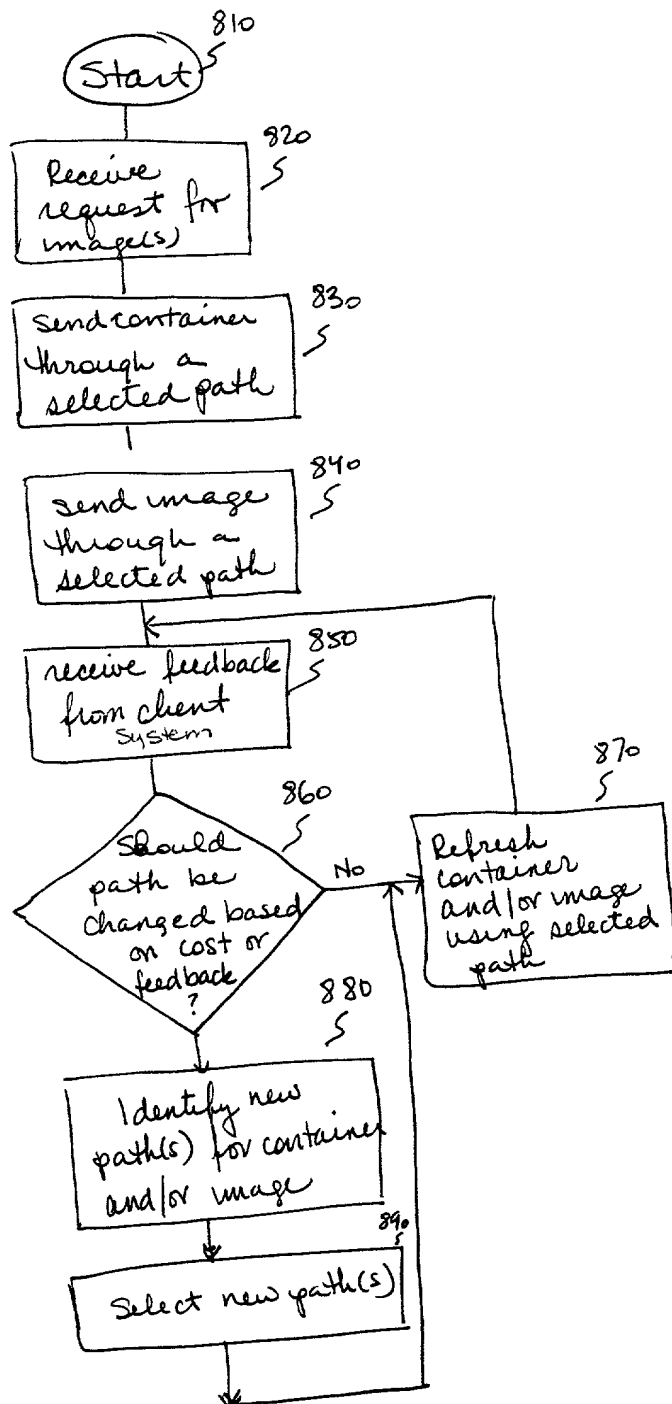 810
Start
820
Receive
request for
image(s)
830
send container
through a
selected path
840
send image
through a
selected path
850
receive feedback
from client
System
860
Should
path be
changed based
on cost or
feedback
?
No
870
Refresh
container
and/or image
using selected
path
880
Identify new
path(s) for container
and/or image
890
Select new path(s)